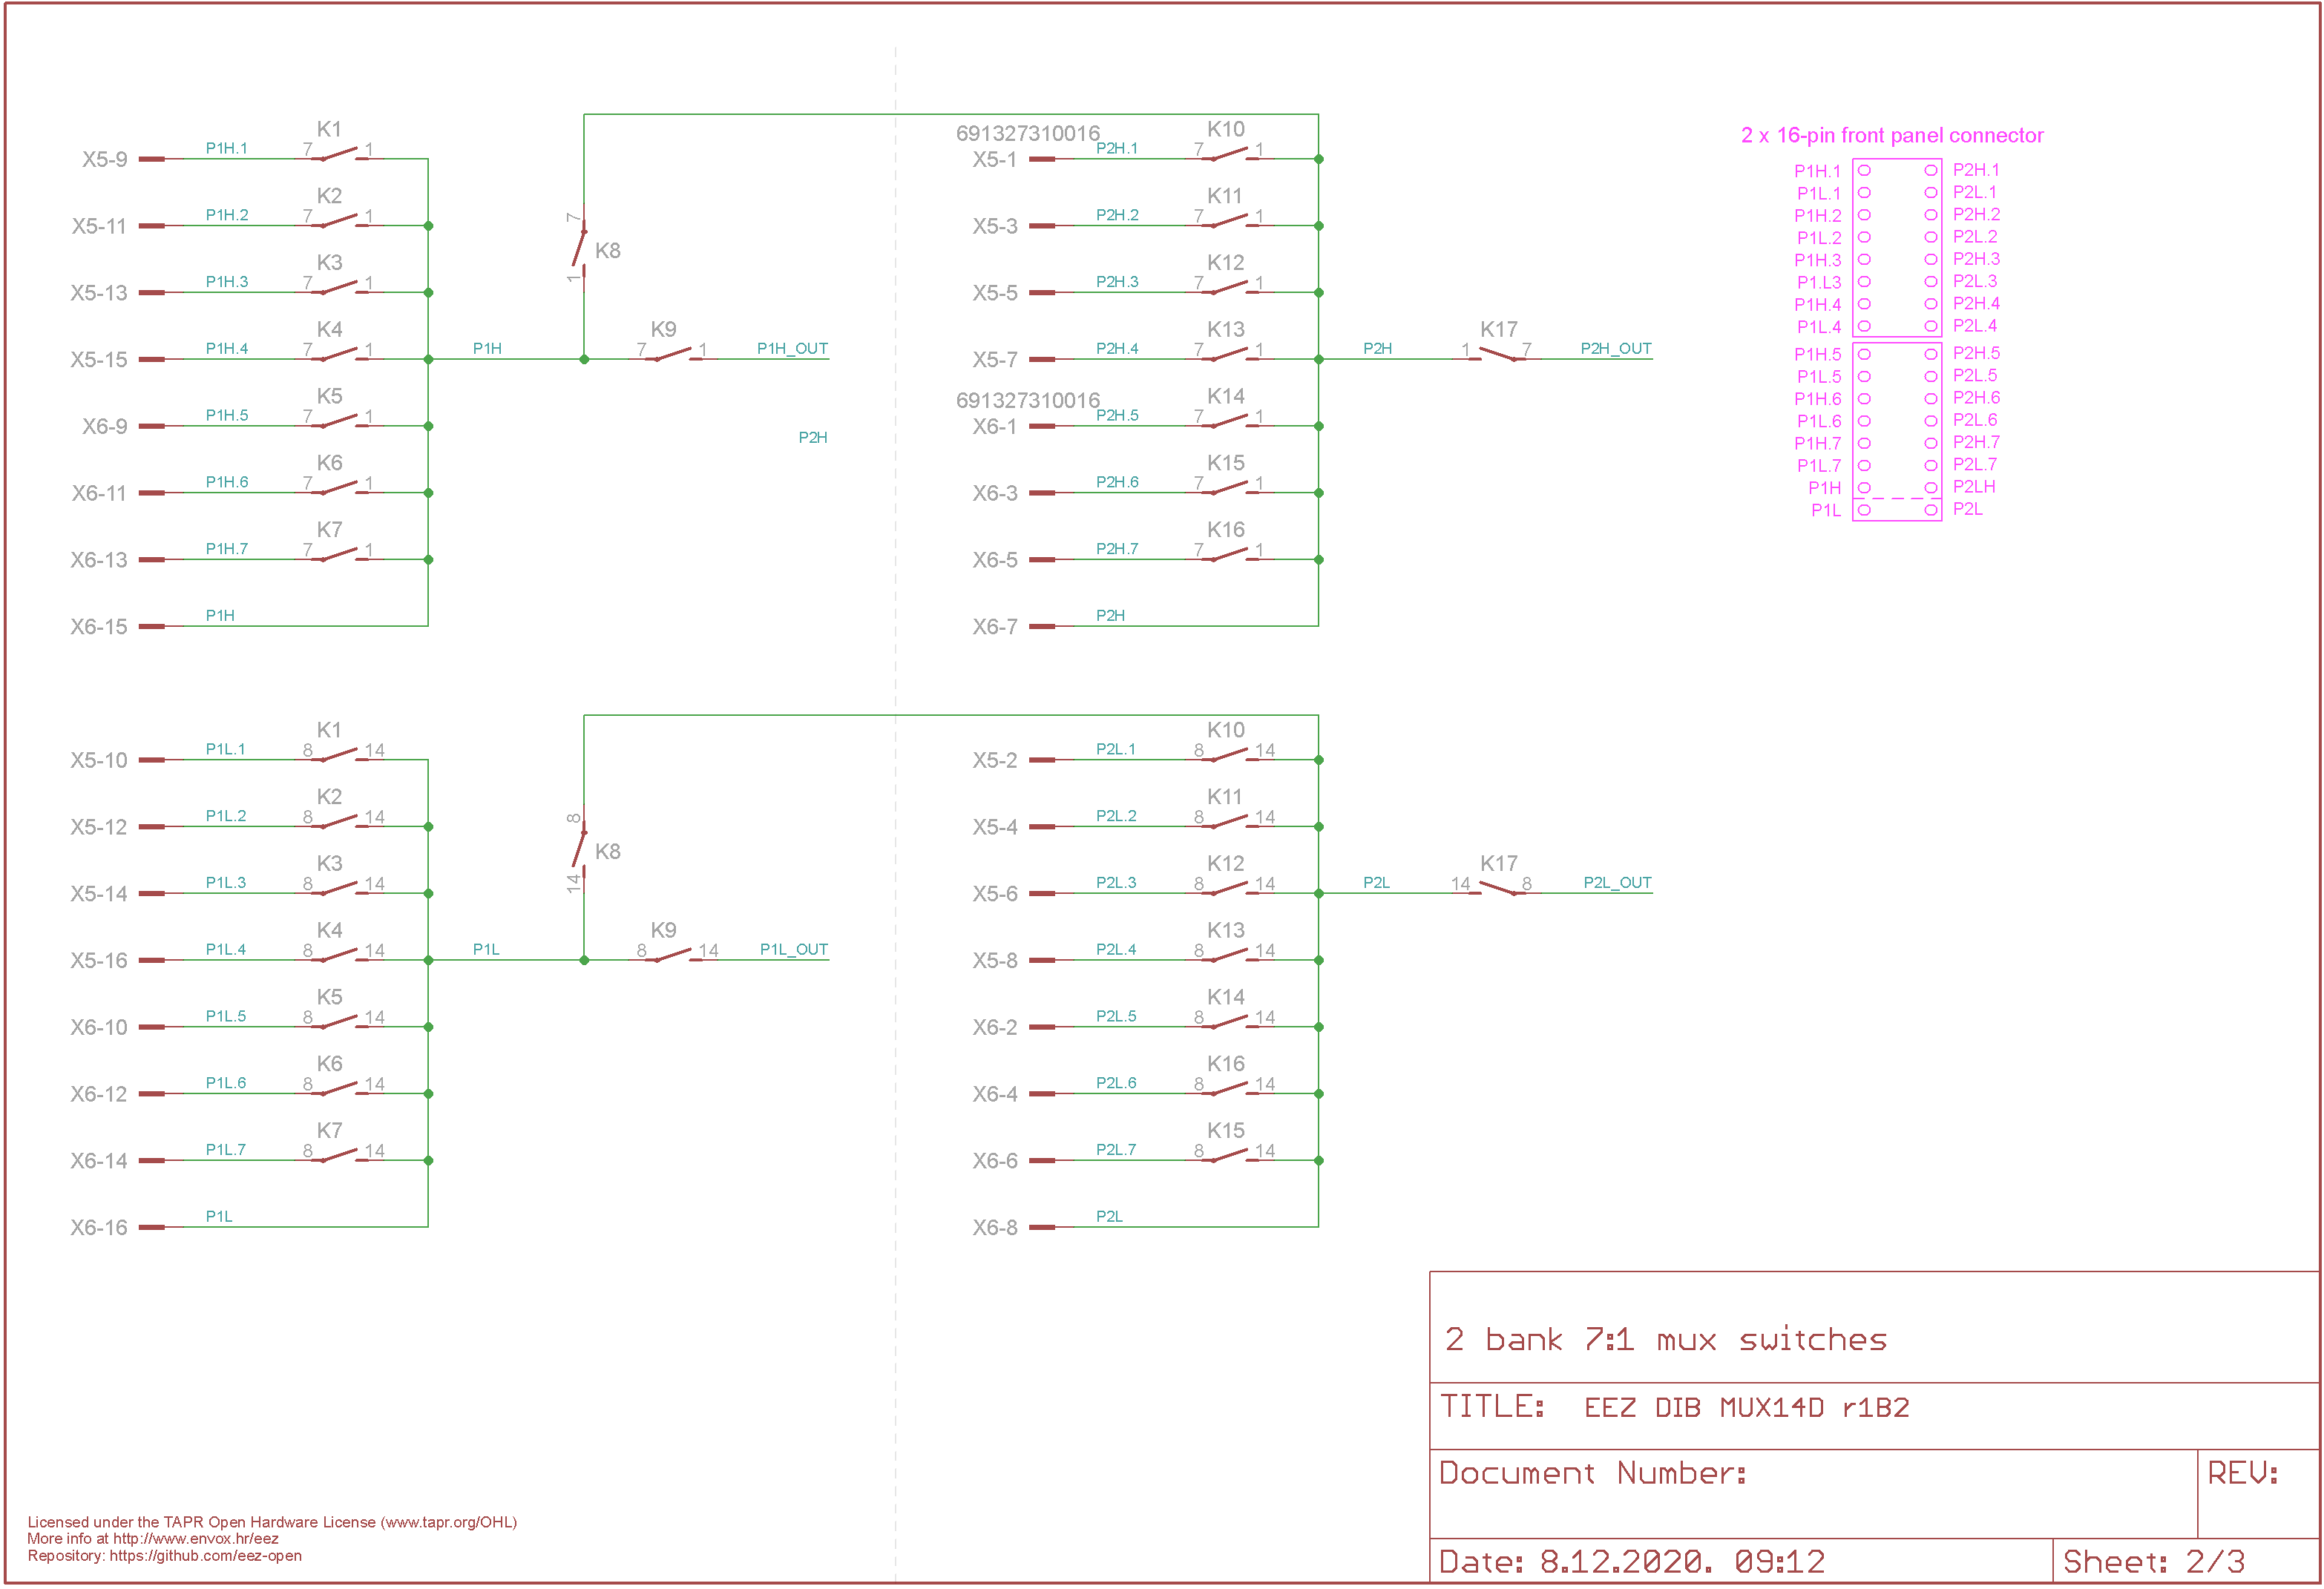 K1
P1H.1
7 1
X5-9
K2
P1H.2
7 1
X5-11
K3
P1H.3
7 1
X5-13
K4
P1H.4
7 1
X5-15
K5
P1H.5
7 1
X6-9
K6
P1H.6
7 1
X6-11
K7
P1H.7
7 1
X6-13
P1H
X6-15
P1H
7
K8
1
K9
7 1
P1H_OUT
P2H
691327310016
K10
P2H.1
7 1
X5-1
K11
P2H.2
7 1
X5-3
K12
P2H.3
7 1
X5-5
K13
P2H.4
7 1
X5-7
691327310016
K14
P2H.5
7 1
X6-1
K15
P2H.6
7 1
X6-3
K16
P2H.7
7 1
X6-5
P2H
X6-7
P2H
K17
1 7
P2H_OUT
2 x 16-pin front panel connector
P1H.1 P2H.1
P1L.1 P2L.1
P1H.2 P2H.2
P1L.2 P2L.2
P1H.3 P2H.3
P1.L3 P2L.3
P1H.4 P2H.4
P1L.4 P2L.4
P1H.5 P2H.5
P1L.5 P2L.5
P1H.6 P2H.6
P1L.6 P2L.6
P1H.7 P2H.7
P1L.7 P2L.7
P1H P2LH
P1L P2L
K1
P1L.1
8 14
X5-10
K2
P1L.2
8 14
X5-12
K3
P1L.3
8 14
X5-14
K4
P1L.4
8 14
X5-16
K5
P1L.5
8 14
X6-10
K6
P1L.6
8 14
X6-12
K7
P1L.7
8 14
X6-14
P1L
X6-16
P1L
8
K8
14
K9
8 14
P1L_OUT
K10
P2L.1
8 14
X5-2
K11
P2L.2
8 14
X5-4
K12
P2L.3
8 14
X5-6
K13
P2L.4
8 14
X5-8
K14
P2L.5
8 14
X6-2
K16
P2L.6
8 14
X6-4
K15
P2L.7
8 14
X6-6
P2L
X6-8
P2L
K17
14 8
P2L_OUT
2 bank 7:1 mux switches
TITLE: EEZ DIB MUX14D r1B2
Document Number:
REV:
Date: 8.12.2020. 09:12
Sheet: 2/3
Licensed under the TAPR Open Hardware License (www.tapr.org/OHL)
More info at http://www.envox.hr/eez
Repository: https://github.com/eez-open